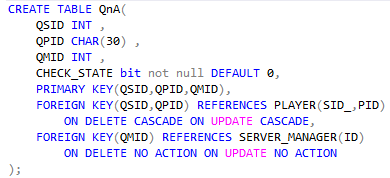 CREATE TABLE QnA(
QSID INT ,
QPID CHAR(30) ,
QMID INT ,
CHECK_STATE bit not null DEFAULT 0,
PRIMARY KEY(QSID,QPID,QMID),
FOREIGN KEY(QSID,QPID) REFERENCES PLAYER(SID_,PID)
ON DELETE CASCADE ON UPDATE CASCADE,
FOREIGN KEY(QMID) REFERENCES SERVER_MANAGER(ID)
ON DELETE NO ACTION ON UPDATE NO ACTION
);